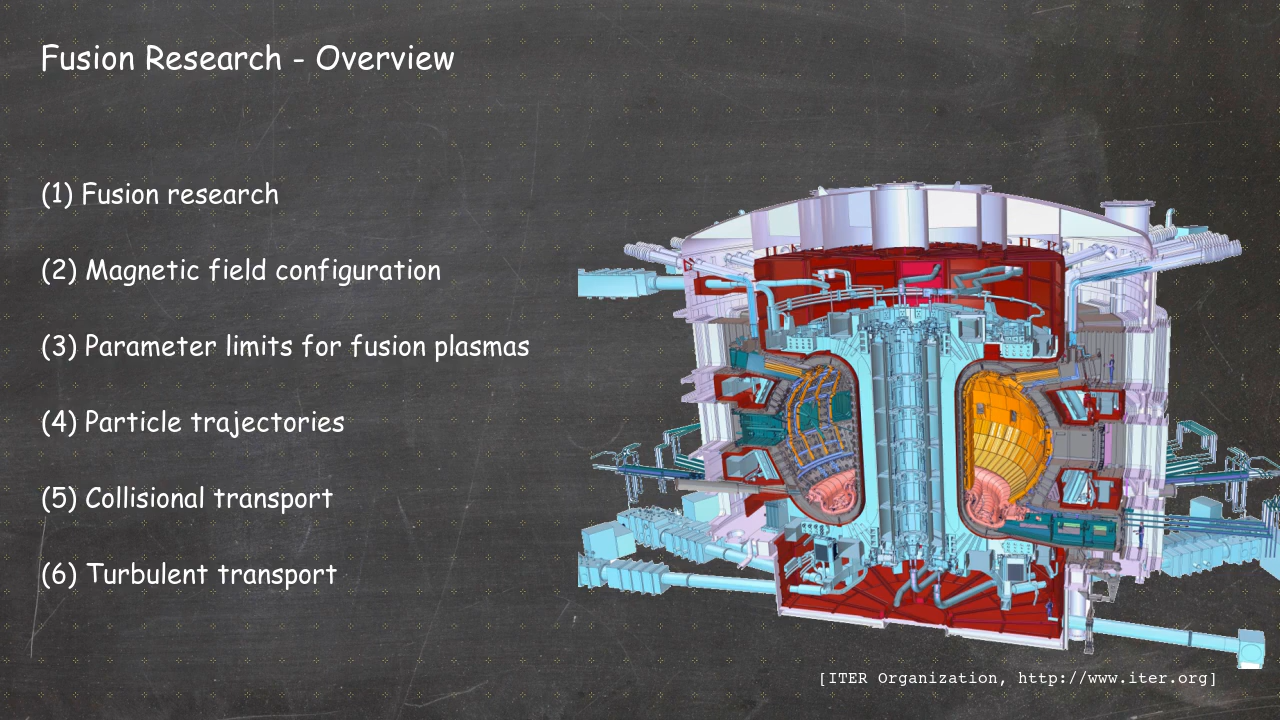 Fusion Research - Overview
(1) Fusion research
(2) Magnetic field configuration
(3) Parameter limits for fusion plasmas
(4) Particle trajectories
(5) Collisional transport
(6) Turbulent transport
[ITER Organization, http://www.iter.org]